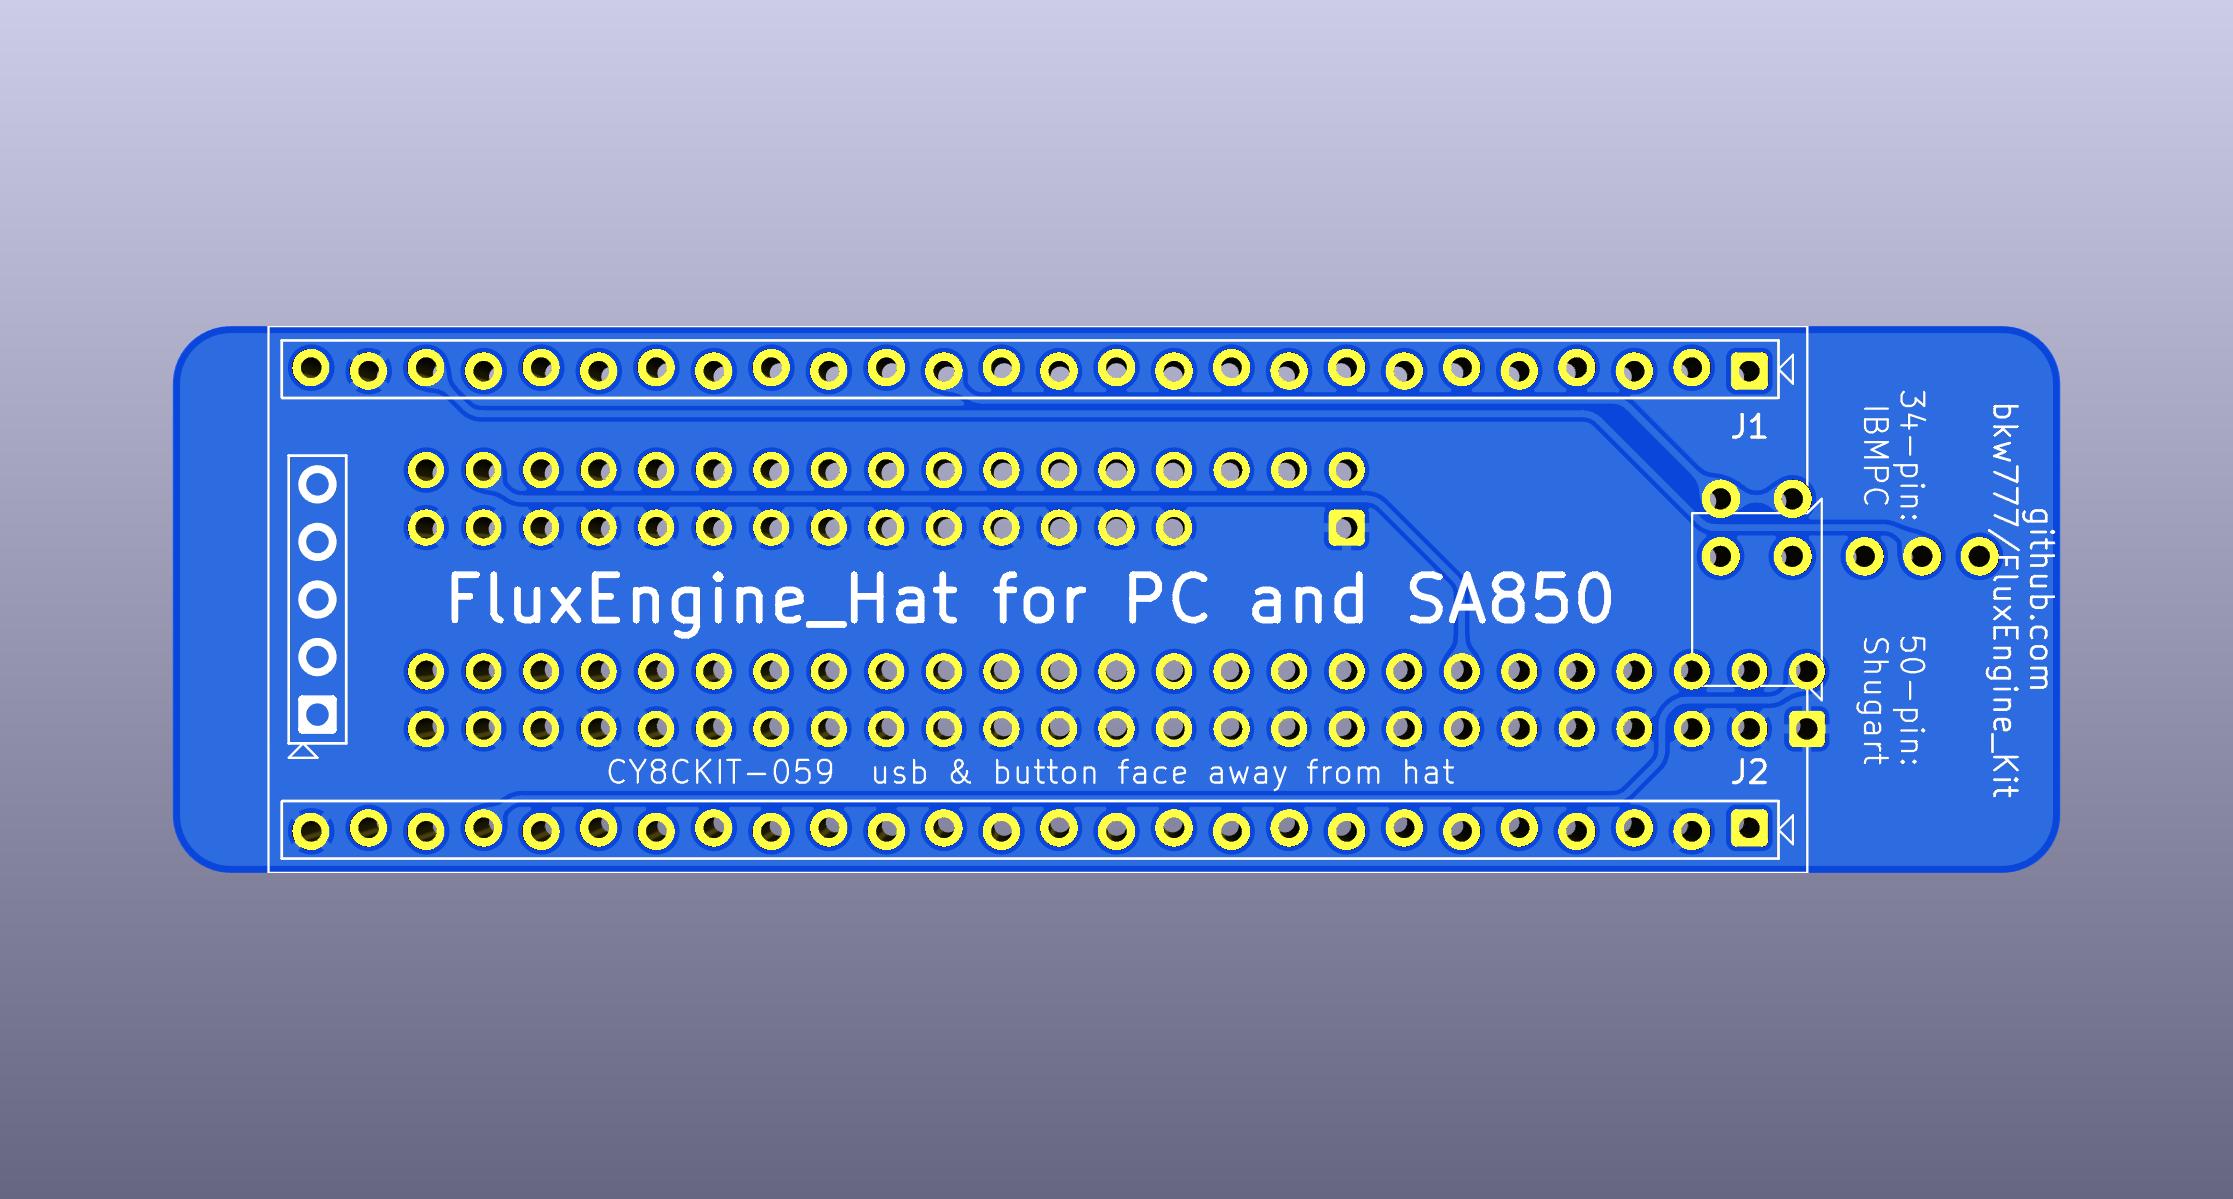 J1
FluxEngine_Hat for PC and SA850
CY8CKIT-059 usb & button face away from hat
J2
34-pin:
IBMPC
50-pin:
Shugart
github.com
bkw777/FluxEngine_Kit